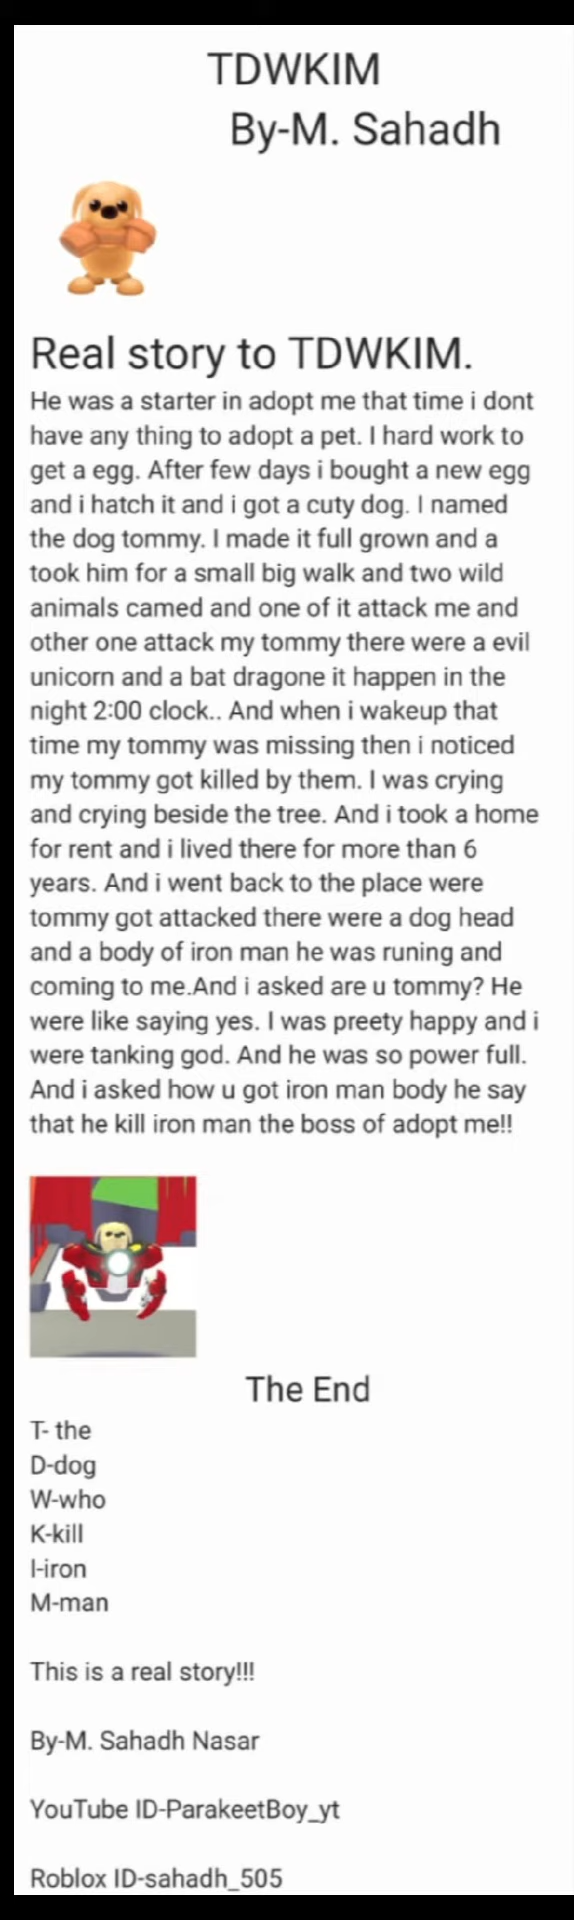 TDWKIM
By-M. Sahadh
Real story to TDWKIM.
He was a starter in adopt me that time i dont
have any thing to adopt a pet. I hard work to
get a egg. After few days i bought a new egg
and i hatch it and i got a cuty dog. I named
the dog tommy. I made it full grown and a
took him for a small big walk and two wild
animals camed and one of it attack me and
other one attack my tommy there were a evil
unicorn and a bat dragone it happen in the
night 2:00 clock.. And when i wakeup that
time my tommy was missing then i noticed
my tommy got killed by them. I was crying
and crying beside the tree. And i took a home
for rent and i lived there for more than 6
years. And i went back to the place were
tommy got attacked there were a dog head
and a body of iron man he was runing and
coming to me.And i asked are u tommy? He
were like saying yes. I was preety happy and i
were tanking god. And he was so power full.
And i asked how u got iron man body he say
that he kill iron man the boss of adopt me!!
The End
T- the
D-dog
W-who
K-kill
I-iron
M-man
This is a real story!!!
By-M. Sahadh Nasar
YouTube ID-ParakeetBoy_yt
Roblox ID-sahadh_505